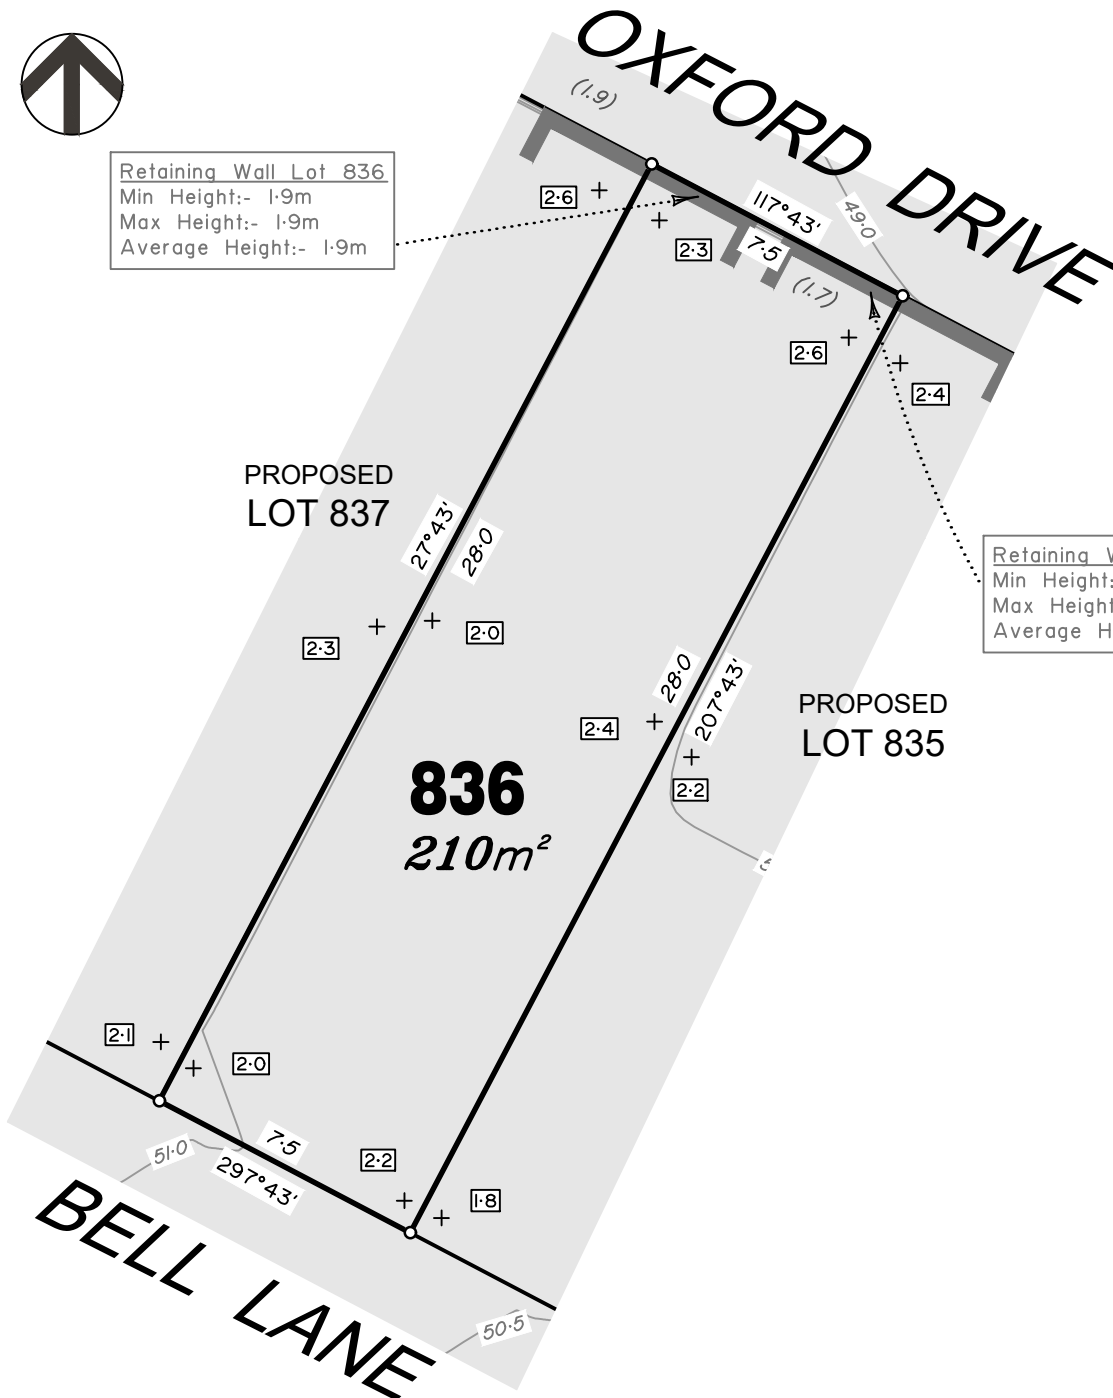 OXFORD DRIVE
(1.9)
Retaining Wall Lot 836
Min Height:- 1·9m
Max Height:- 1·9m
Average Height:- 1·9m
2·6
117°43'
49·0
2·3
7·5
(1.7)
2·6
2·4
PROPOSED
LOT 837
27°43'
28·0
Retaining
Min Height:
Max Height
Average
2·3
2·0
28·0
207°43'
2·4
PROPOSED
LOT 835
2·2
836
210m²
2·1
2·0
7·5
51·0
297°43'
2·2
1·8
BELL LANE
50·5